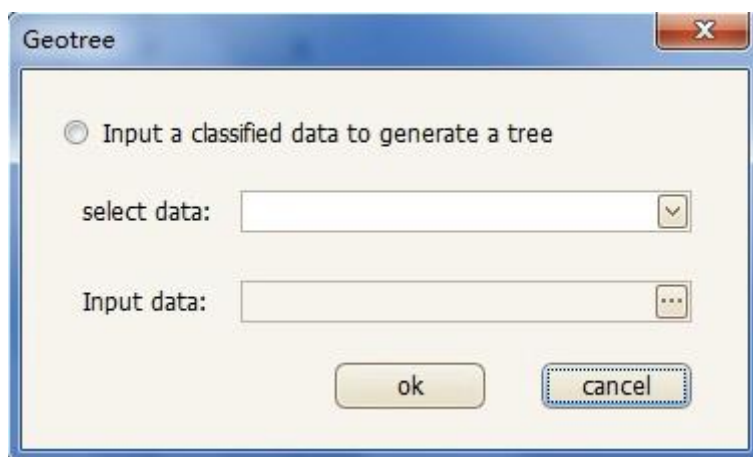 Geotree
Input a classified data to generate a tree
select data:
Input data:
ok
cancel